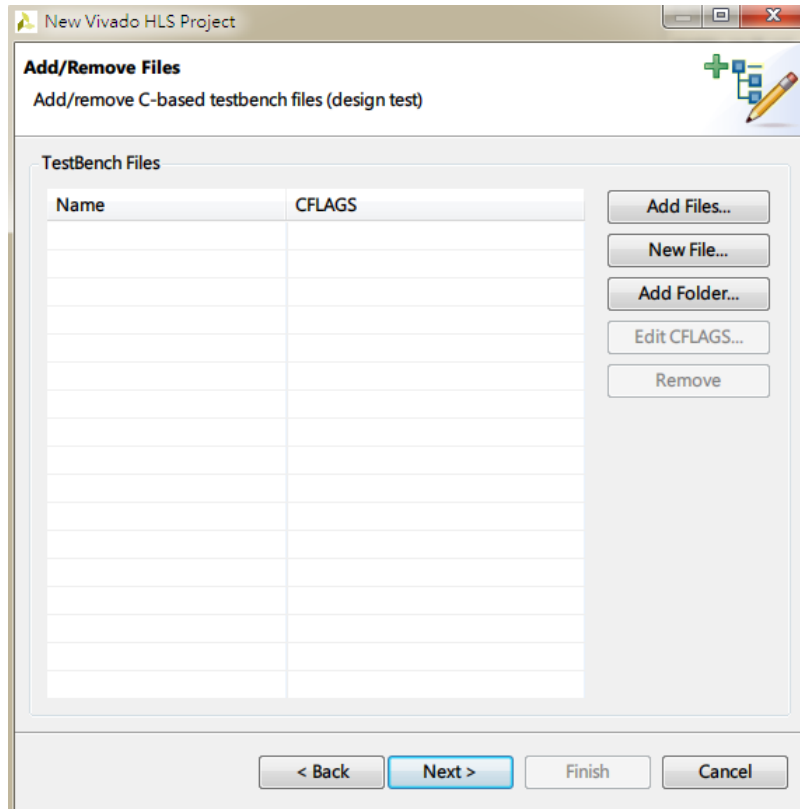 New Vivado HLS Project
Add/Remove Files
Add/remove C-based testbench files (design test)
TestBench Files
Name CFLAGS
Add Files...
New File...
Add Folder...
Edit CFLAGS...
Remove
< Back Next > Finish Cancel